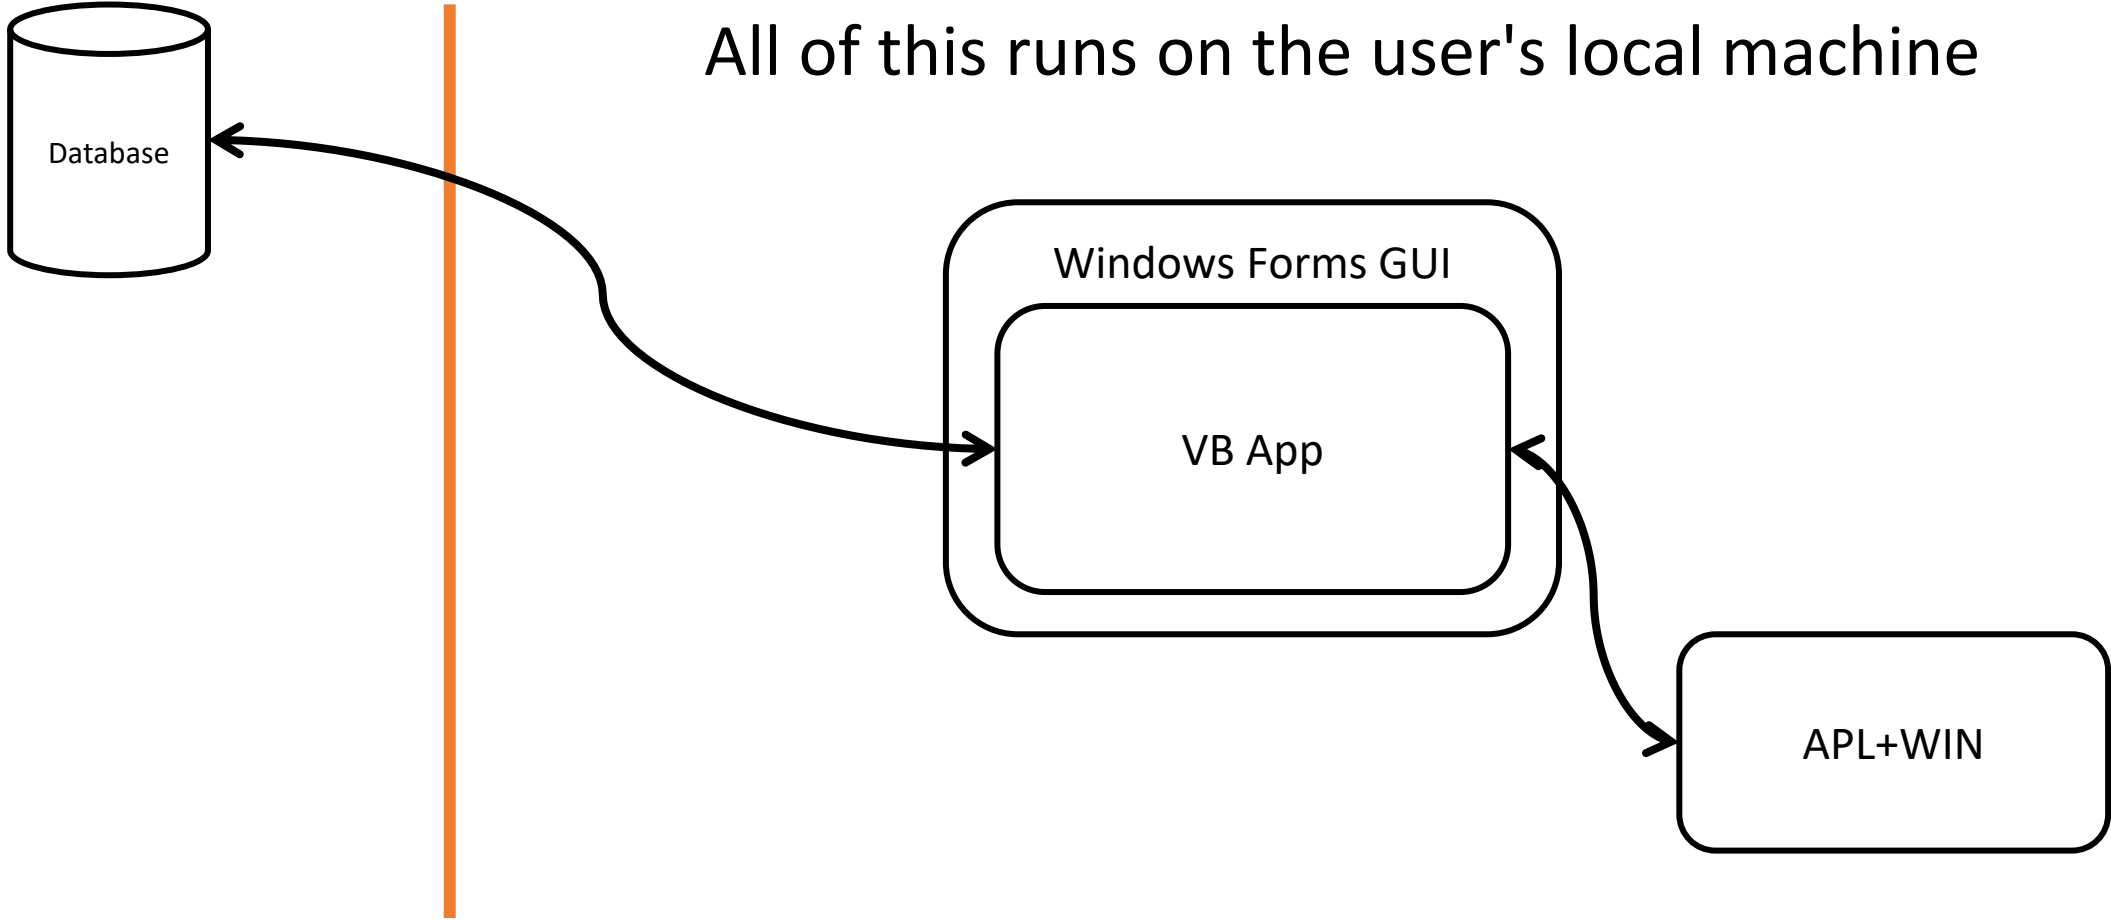 All of this runs on the user's local machine
Database
Windows Forms GUI
VB App
APL+WIN